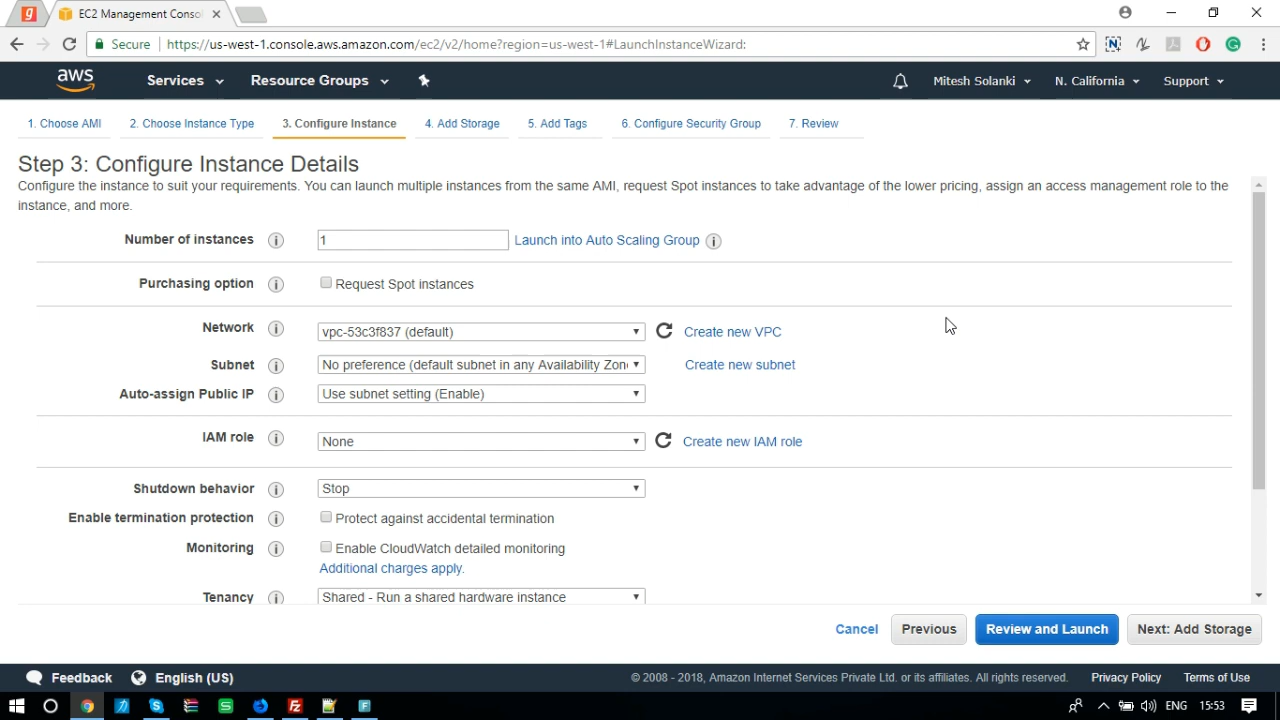 EC2 Management Conso
Secure https://us-west-1.console.aws.amazon.com/ec2/v2/home?region=us-west-1#LaunchInstanceWizard:
aws Services Resource Groups Mitesh Solanki N. California Support
1. Choose AMI 2. Choose Instance Type 3. Configure Instance 4. Add Storage 5. Add Tags 6. Configure Security Group 7. Review
Step 3: Configure Instance Details
Configure the instance to suit your requirements. You can launch multiple instances from the same AMI, request Spot instances to take advantage of the lower pricing, assign an access management role to the
instance, and more.
Number of instances 1 Launch into Auto Scaling Group
Purchasing option Request Spot instances
Network vpc-53c3f837 (default) Create new VPC
Subnet No preference (default subnet in any Availability Zon Create new subnet
Auto-assign Public IP Use subnet setting (Enable)
IAM role None Create new IAM role
Shutdown behavior Stop
Enable termination protection Protect against accidental termination
Monitoring Enable CloudWatch detailed monitoring
Additional charges apply.
Tenancy Shared - Run a shared hardware instance
Cancel Previous Review and Launch Next: Add Storage
Feedback English (US) © 2008 - 2018, Amazon Internet Services Private Ltd. or its affiliates. All rights reserved. Privacy Policy Terms of Use
ENG 15:53